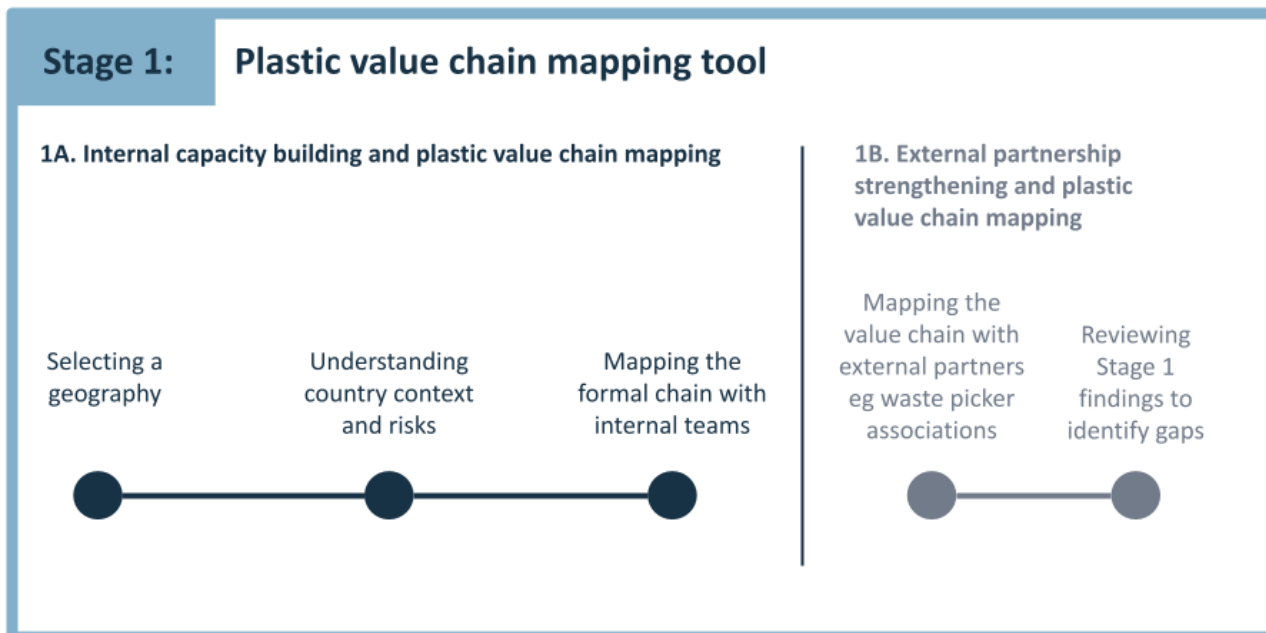 Stage 1:
Plastic value chain mapping tool
1A. Internal capacity building and plastic value chain mapping
Selecting a
geography
Understanding
country context
and risks
Mapping the
formal chain with
internal teams
1B. External partnership
strengthening and plastic
value chain mapping
Mapping the
value chain with
external partners
eg waste picker
associations
Reviewing
Stage 1
findings to
identify gaps